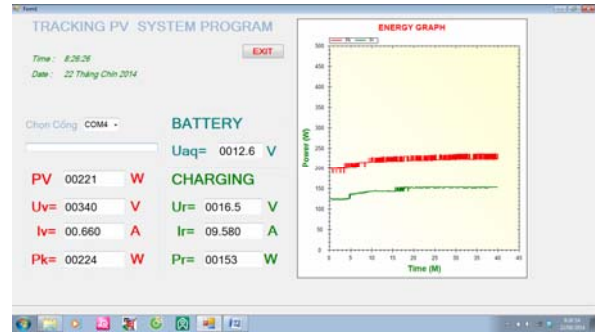 Form1
TRACKING PV SYSTEM PROGRAM
EXIT
Time : 8:26:26
Date : 22 Tháng Chín 2014
Chọn Cổng COM4
BATTERY
Uaq= 0012.6 V
PV 00221 W
CHARGING
Uv= 00340 V
Ur= 0016.5 V
Iv= 00.660 A
Ir= 09.580 A
Pk= 00224 W
Pr= 00153 W
ENERGY GRAPH
Power (W)
500
450
400
350
300
250
200
150
100
50
0
0 5 10 15 20 25 30 35 40 45
Time (M)